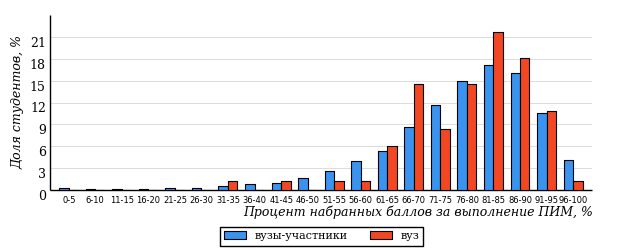 Доля студентов, %
21
18
15
12
9
6
3
0
0-5 6-10 11-15 16-20 21-25 26-30 31-35 36-40 41-45 46-50 51-55 56-60 61-65 66-70 71-75 76-80 81-85 86-90 91-95 96-100
Процент набранных баллов за выполнение ПИМ, %
вузы-участники вуз